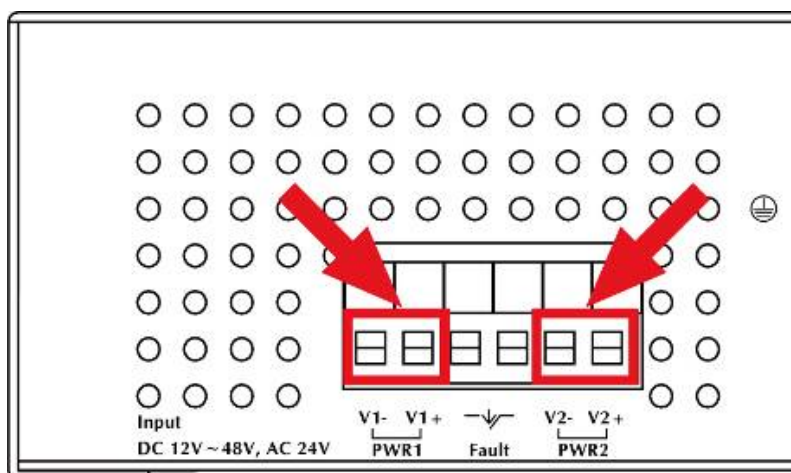 Input
DC 12V ~ 48V, AC 24V
V1- V1+
PWR1
Fault
V2- V2+
PWR2